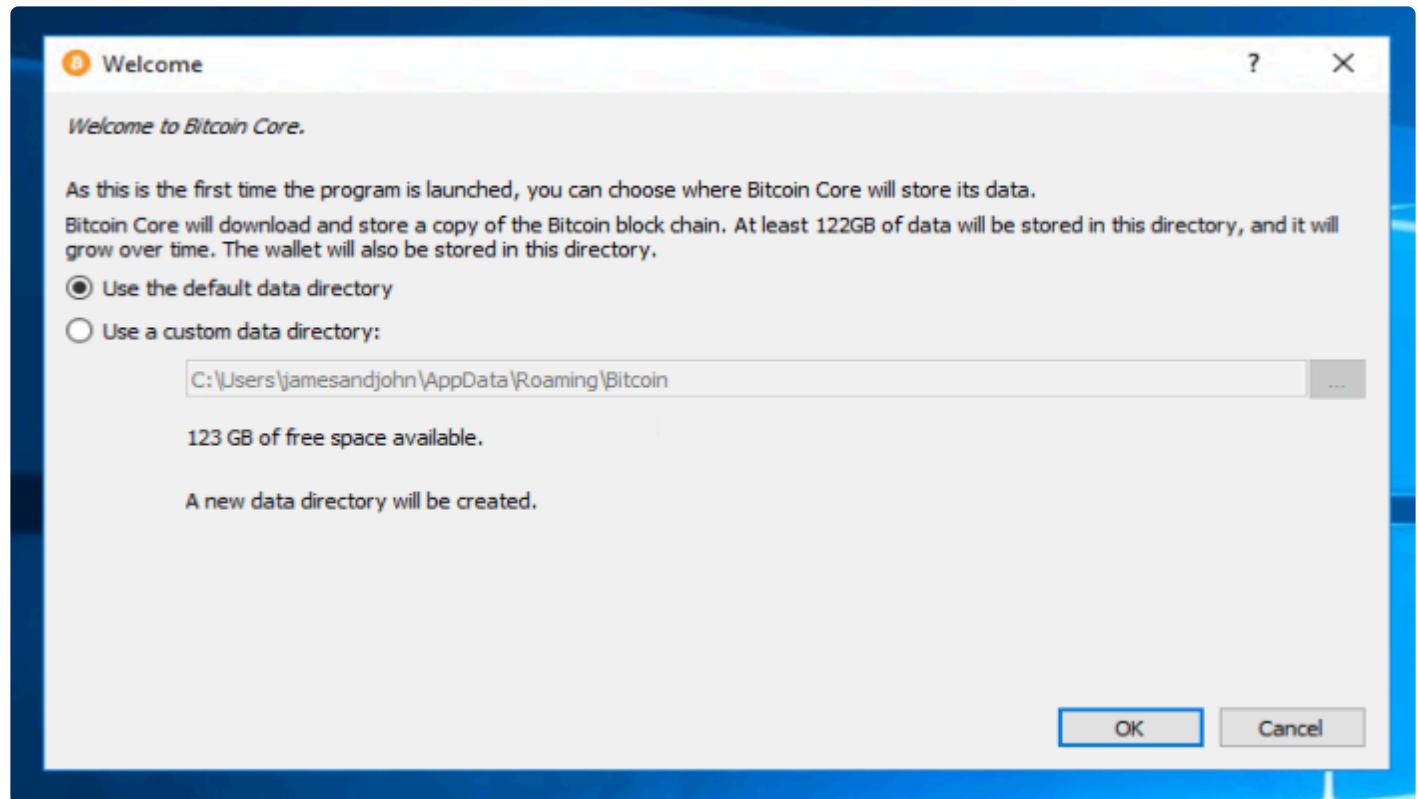 Welcome
?
Welcome to Bitcoin Core.
As this is the first time the program is launched, you can choose where Bitcoin Core will store its data.
Bitcoin Core will download and store a copy of the Bitcoin block chain. At least 122GB of data will be stored in this directory, and it will
grow over time. The wallet will also be stored in this directory.
Use the default data directory
Use a custom data directory:
C:\Users\jamesandjohn\AppData\Roaming\Bitcoin
...
123 GB of free space available.
A new data directory will be created.
OK
Cancel